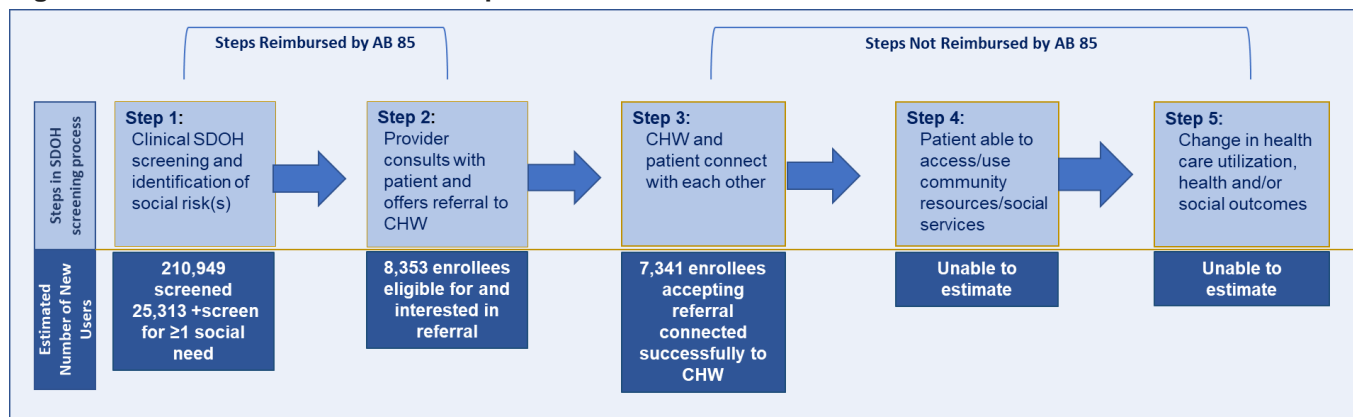 Steps Reimbursed by AB 85
Steps Not Reimbursed by AB 85
Steps in SDOH
screening process
Step 1:
Clinical SDOH
screening and
identification of
social risk(s)
Step 2:
Provider
consults with
patient and
offers referral to
CHW
Step 3:
CHW and
patient connect
with each other
Step 4:
Patient able to
access/use
community
resources/social
services
Step 5:
Change in health
care utilization,
health and/or
social outcomes
Estimated
Number of New
Users
210,949
screened
25,313 +screen
for ≥1 social
need
8,353 enrollees
eligible for and
interested in
referral
7,341 enrollees
accepting
referral
connected
successfully to
CHW
Unable to
estimate
Unable to
estimate